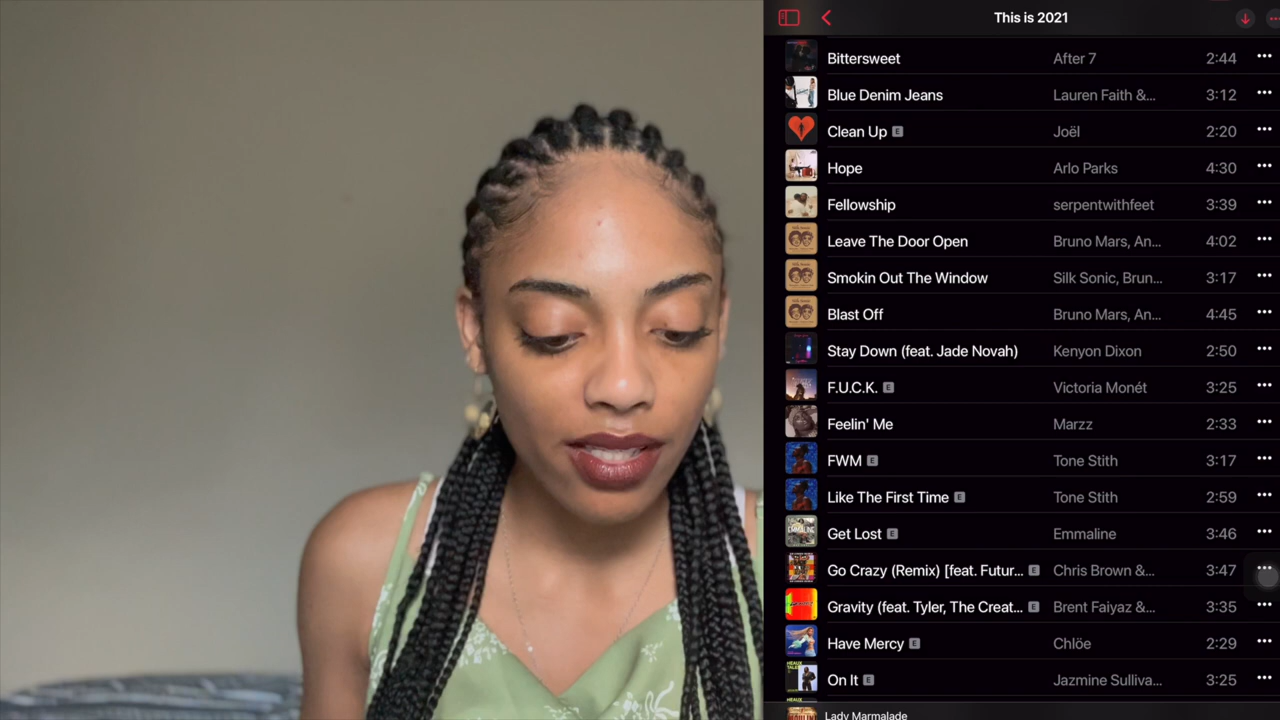 This is 2021
Bittersweet After 7 2:44
Blue Denim Jeans Lauren Faith &... 3:12
Clean Up E Joël 2:20
Hope Arlo Parks 4:30
Fellowship serpentwithfeet 3:39
Leave The Door Open Bruno Mars, An... 4:02
Smokin Out The Window Silk Sonic, Brun... 3:17
Blast Off Bruno Mars, An... 4:45
Stay Down (feat. Jade Novah) Kenyon Dixon 2:50
F.U.C.K. E Victoria Monét 3:25
Feelin' Me Marzz 2:33
FWM E Tone Stith 3:17
Like The First Time E Tone Stith 2:59
Get Lost E Emmaline 3:46
Go Crazy (Remix) [feat. Futur... E Chris Brown &... 3:47
Gravity (feat. Tyler, The Creat... E Brent Faiyaz &... 3:35
Have Mercy E Chlöe 2:29
On It E Jazmine Sulliva... 3:25
Lady Marmalade